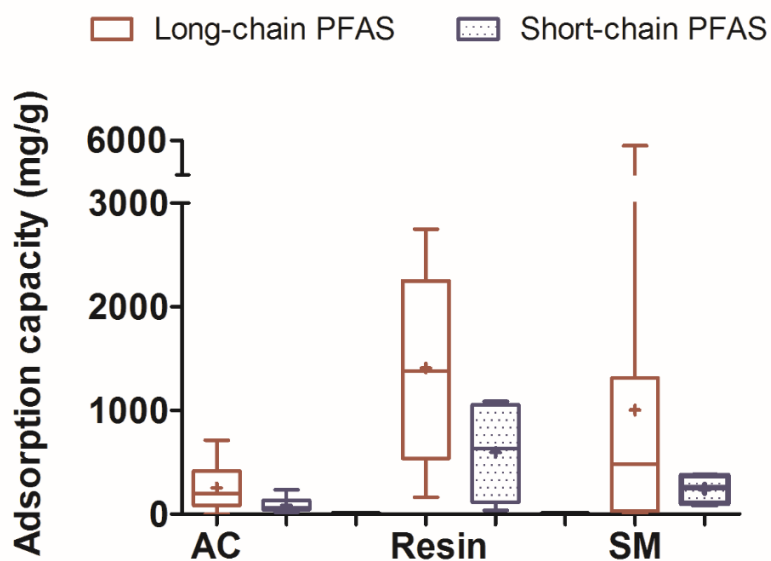 Long-chain PFAS
Short-chain PFAS
Adsorption capacity (mg/g)
6000
3000
2000
1000
0
AC
Resin
SM